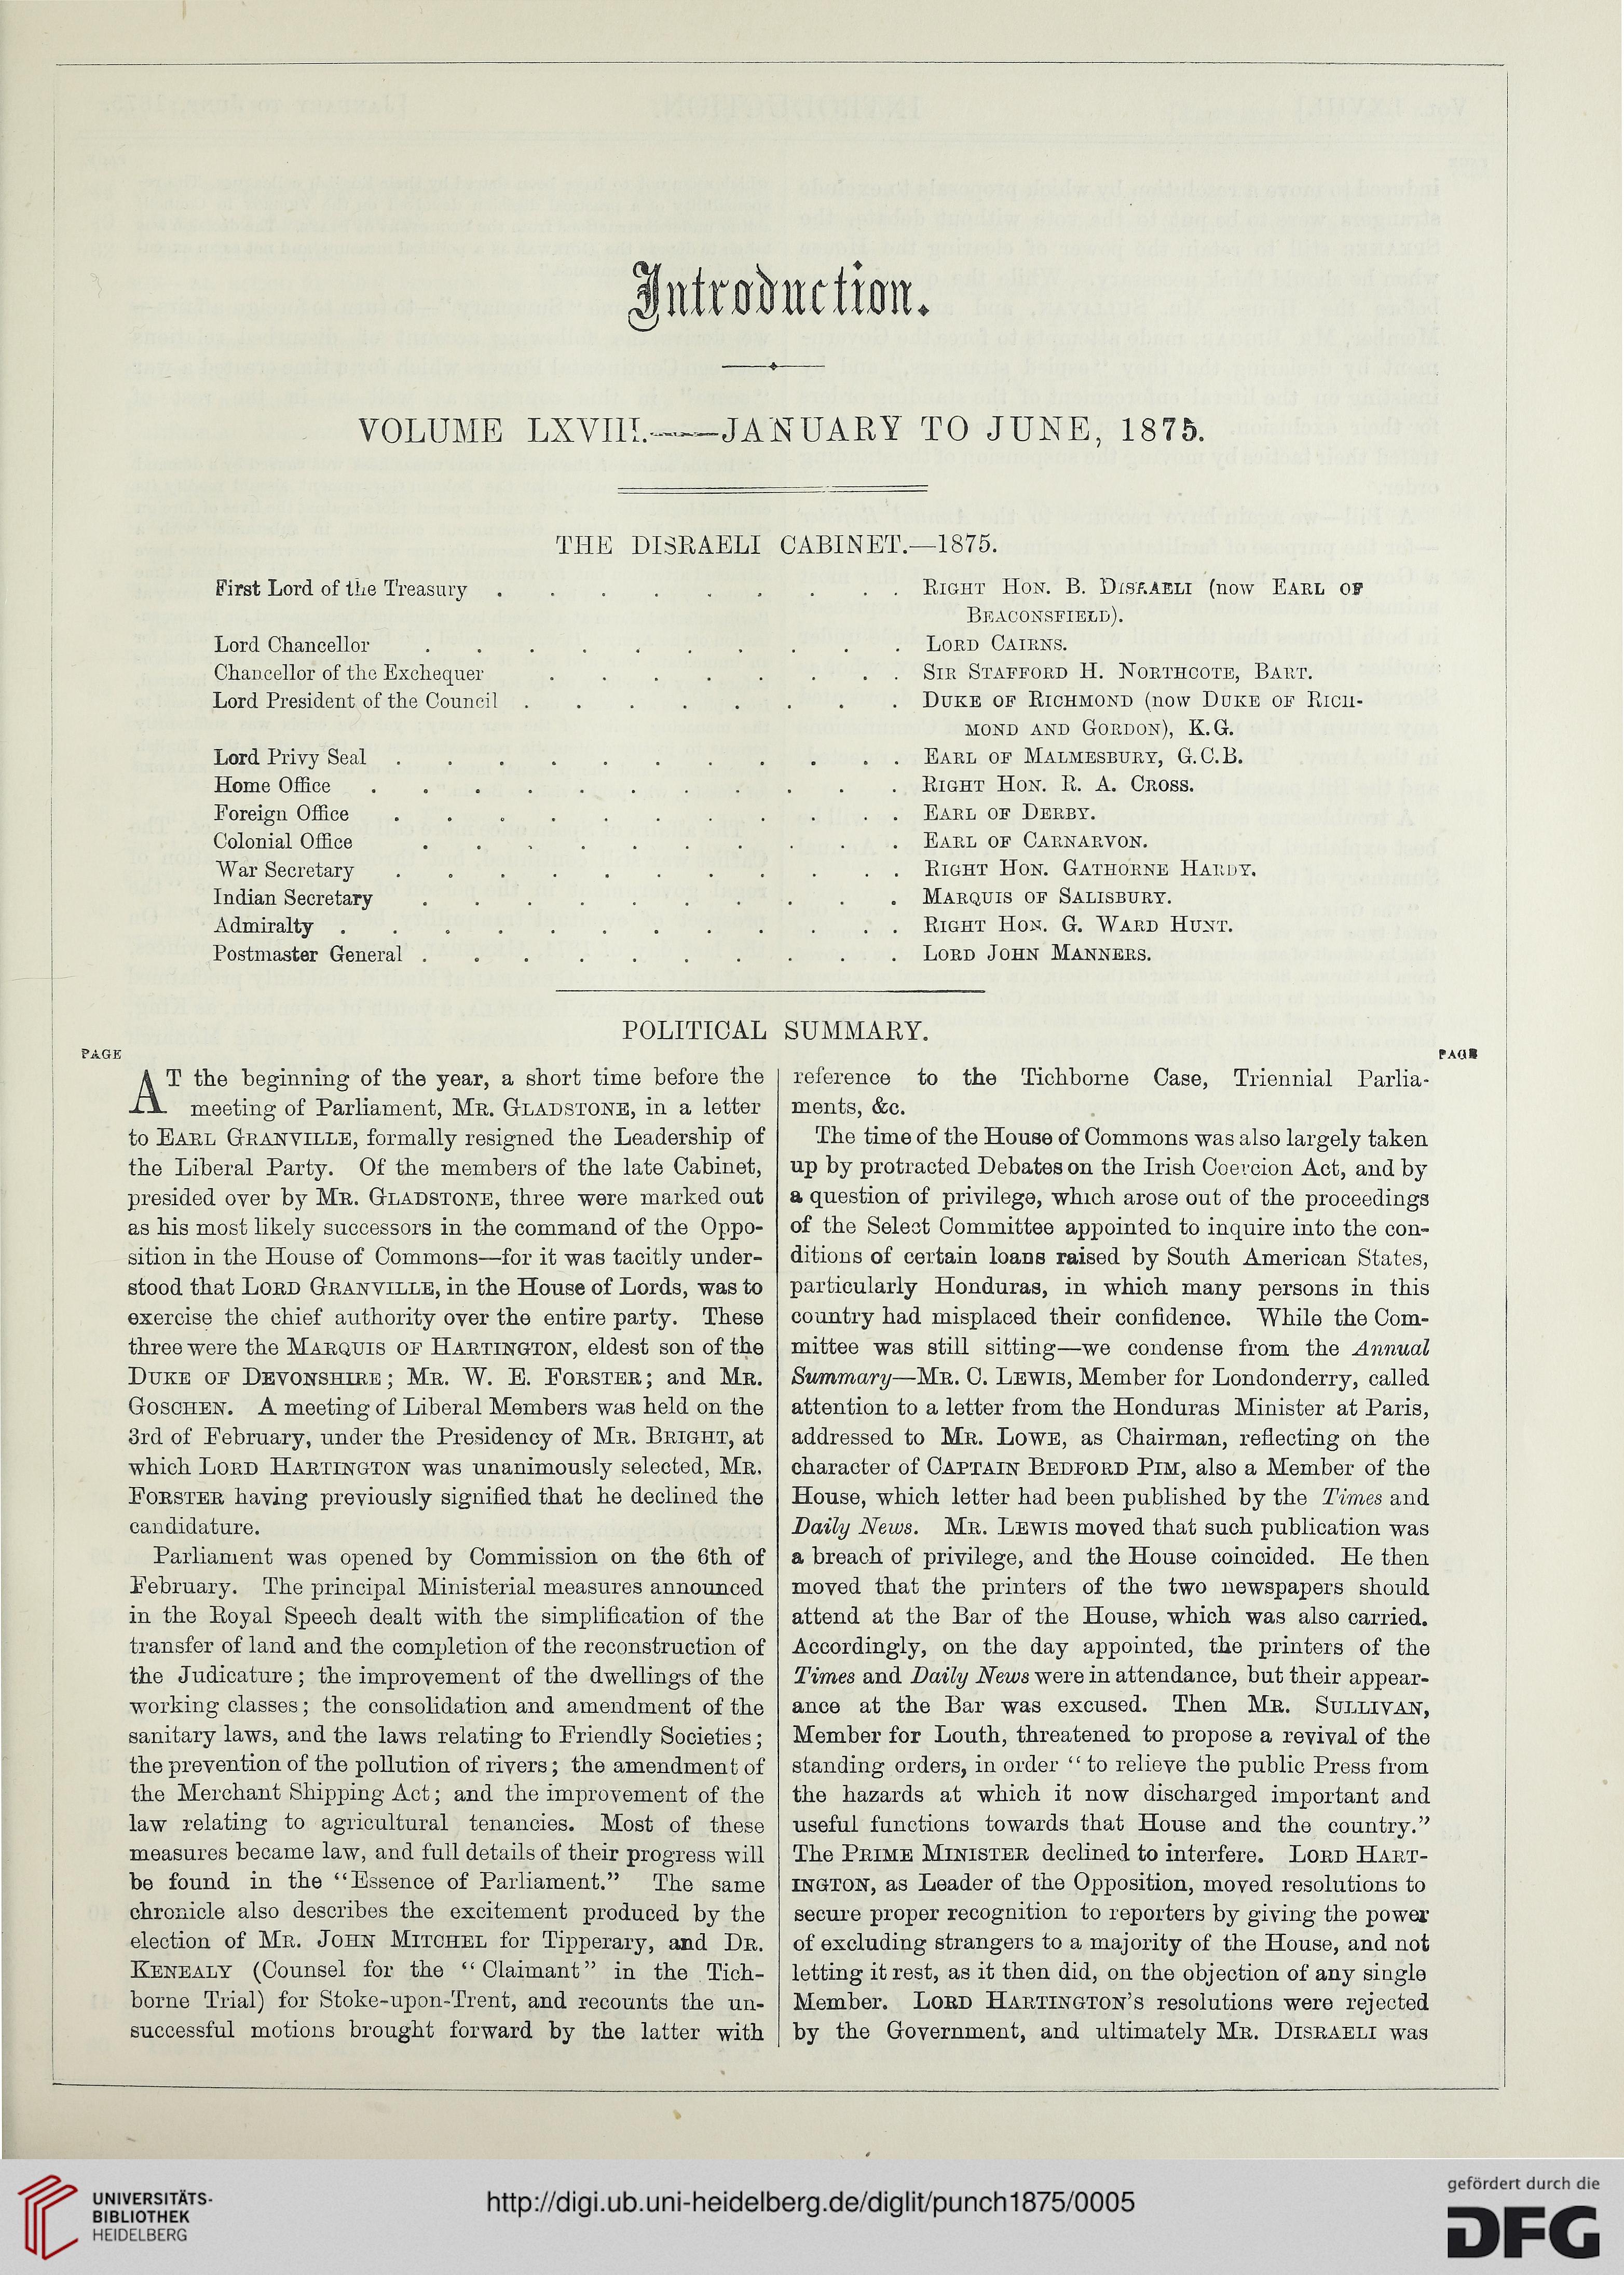 Introduction.
VOLUME LXVIII.——JANUARY TO JUNE, 1875.
THE DISRAELI CABINET.—1875.
First Lord of the Treasury . . . . . . . . . RIGHT HON. B. DISRAELI (now EARL OF
BEACONSFIELD).
Lord Chancellor . . . . . . . . . . LORD CAIRNS.
Chancellor of the Exchequer . . . . . . . . SIR STAFFORD H. NORTHCOTE, BART.
Lord President of the Council . . . . . . . . DUKE OF RICHMOND (now DUKE OF RICH-
MOND AND GORDON), K.G.
Lord Privy Seal . . . . . . . . . . . EARL OF MALMESBURY, G.C.B.
Home Office . . . . . . . . . . . RIGHT HON. R. A. CROSS.
Foreign Office . . . . . . . . . . . EARL OF DERBY.
Colonial Office . . . . . . . . . . EARL OF CARNARVON.
War Secretary . . . . . . . . . . . RIGHT HON. GATHORNE HARDY.
Indian Secretary . . . . . . . . . . MARQUIS OF SALISBURY.
Admiralty . . . . . . . . . . . . RIGHT HON. G. WARD HUNT.
Postmaster General . . . . . . . . . . LORD JOHN MANNERS.
POLITICAL SUMMARY.
PAGE
AT the beginning of the year, a short time before the
meeting of Parliament, MR. GLADSTONE, in a letter
to EARL GRANVILLE, formally resigned the Leadership of
the Liberal Party. Of the members of the late Cabinet,
presided over by MR. GLADSTONE, three were marked out
as his most likely successors in the command of the Oppo-
sition in the House of Commons—for it was tacitly under-
stood that LORD GRANVILLE, in the House of Lords, was to
exercise the chief authority over the entire party. These
three were the MARQUIS OF HARTINGTON, eldest son of the
DUKE OF DEVONSHIRE; MR. W. E. FORSTER; and MR.
GOSCHEN. A meeting of Liberal Members was held on the
3rd of February, under the Presidency of MR. BRIGHT, at
which LORD HARTINGTON was unanimously selected, MR.
FORSTER having previously signified that he declined the
candidature.
Parliament was opened by Commission on the 6th of
February. The principal Ministerial measures announced
in the Royal Speech dealt with the simplification of the
transfer of land and the completion of the reconstruction of
the Judicature; the improvement of the dwellings of the
working classes; the consolidation and amendment of the
sanitary laws, and the laws relating to Friendly Societies;
the prevention of the pollution of rivers; the amendment of
the Merchant Shipping Act; and the improvement of the
law relating to agricultural tenancies. Most of these
measures became law, and full details of their progress will
be found in the "Essence of Parliament." The same
chronicle also describes the excitement produced by the
election of MR. JOHN MITCHEL for Tipperary, and DR.
KENEALY (Counsel for the "Claimant" in the Tich-
borne Trial) for Stoke-upon-Trent, and recounts the un-
successful motions brought forward by the latter with
PAGE
reference to the Tichborne Case, Triennial Parlia-
ments, &c.
The time of the House of Commons was also largely taken
up by protracted Debates on the Irish Coercion Act, and by
a question of privilege, which arose out of the proceedings
of the Select Committee appointed to inquire into the con-
ditions of certain loans raised by South American States,
particularly Honduras, in which many persons in this
country had misplaced their confidence. While the Com-
mittee was still sitting—we condense from the Annual
Summary—MR. C. LEWIS, Member for Londonderry, called
attention to a letter from the Honduras Minister at Paris,
addressed to MR. LOWE, as Chairman, reflecting on the
character of CAPTAIN BEDFORD PIM, also a Member of the
House, which letter had been published by the Times and
Daily News. MR. LEWIS moved that such publication was
a breach of privilege, and the House coincided. He then
moved that the printers of the two newspapers should
attend at the Bar of the House, which was also carried.
Accordingly, on the day appointed, the printers of the
Times and Daily News were in attendance, but their appear-
ance at the Bar was excused. Then MR. SULLIVAN,
Member for Louth, threatened to propose a revival of the
standing orders, in order "to relieve the public Press from
the hazards at which it now discharged important and
useful functions towards that House and the country."
The PRIME MINISTER declined to interfere. LORD HART-
INGTON, as Leader of the Opposition, moved resolutions to
secure proper recognition to reporters by giving the power
of excluding strangers to a majority of the House, and not
letting it rest, as it then did, on the objection of any single
Member. LORD HARTINGTON'S resolutions were rejected
by the Government, and ultimately MR. DISRAELI was
UNIVERSITÄTS-
BIBLIOTHEK
HEIDELBERG
http://digi.ub.uni-heidelberg.de/diglit/punch1875/0005
gefördert durch die
DFG